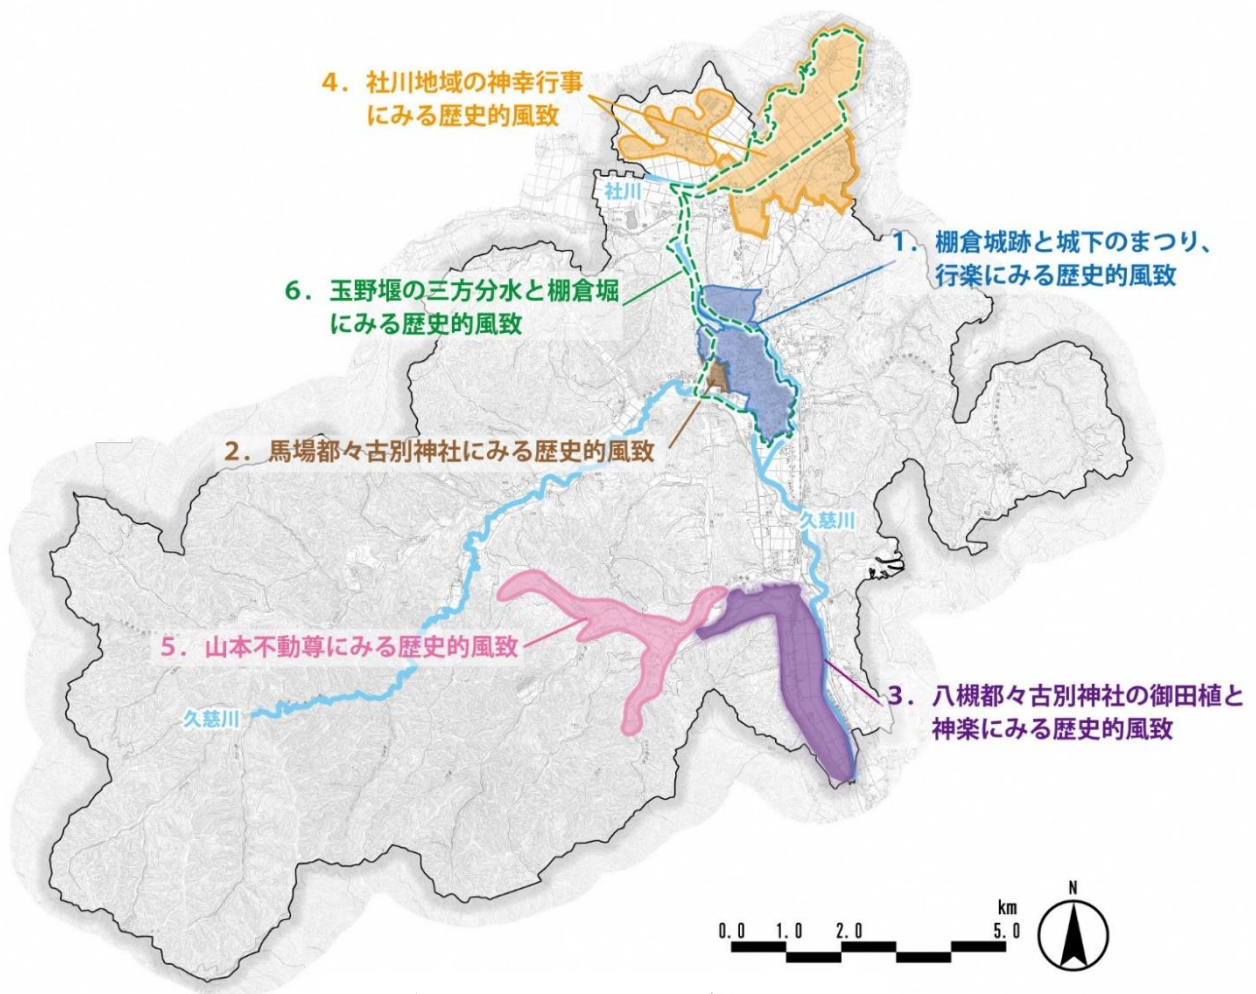 4. 社川地域の神幸行事
にみる歴史的風致
社川
1. 棚倉城跡と城下のまつり、
行楽にみる歴史的風致
6. 玉野堰の三方分水と棚倉堀
にみる歴史的風致
2. 馬場都々古別神社にみる歴史的風致
久慈川
5. 山本不動尊にみる歴史的風致
3. 八槻都々古別神社の御田植と
神楽にみる歴史的風致
久慈川
N
km
0.0 1.0 2.0 5.0